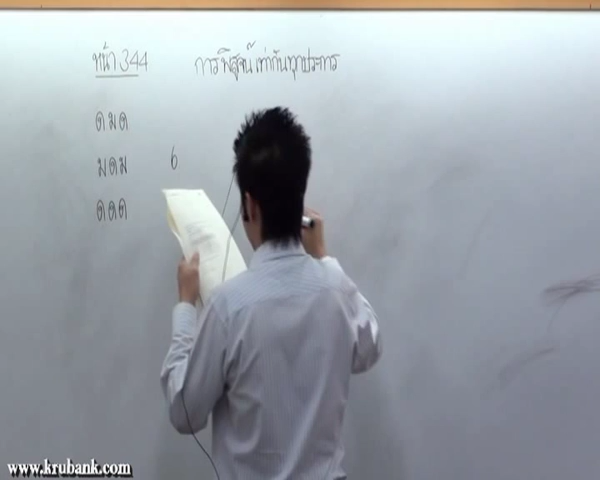 หน้า 344 การพิสูจน์เท่ากันทุกประการ
ด ม ด
ม ด ม 6
ด ด ด
www.krubank.com